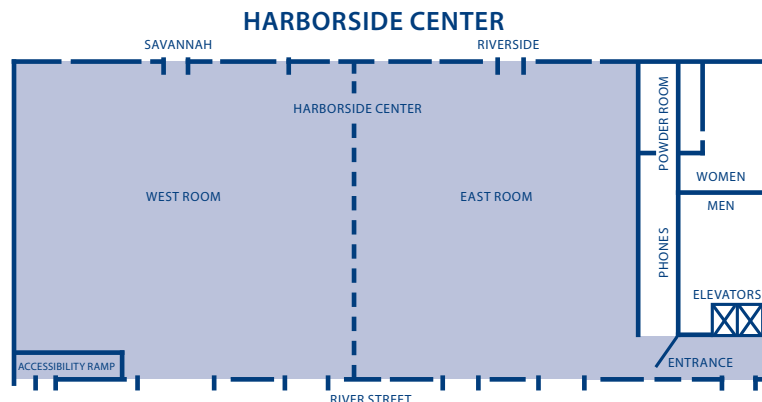 HARBORSIDE CENTER
SAVANNAH
RIVERSIDE
HARBORSIDE CENTER
POWDER ROOM
WOMEN
WEST ROOM
EAST ROOM
MEN
PHONES
ELEVATORS
ENTRANCE
ACCESSIBILITY RAMP
RIVER STREET